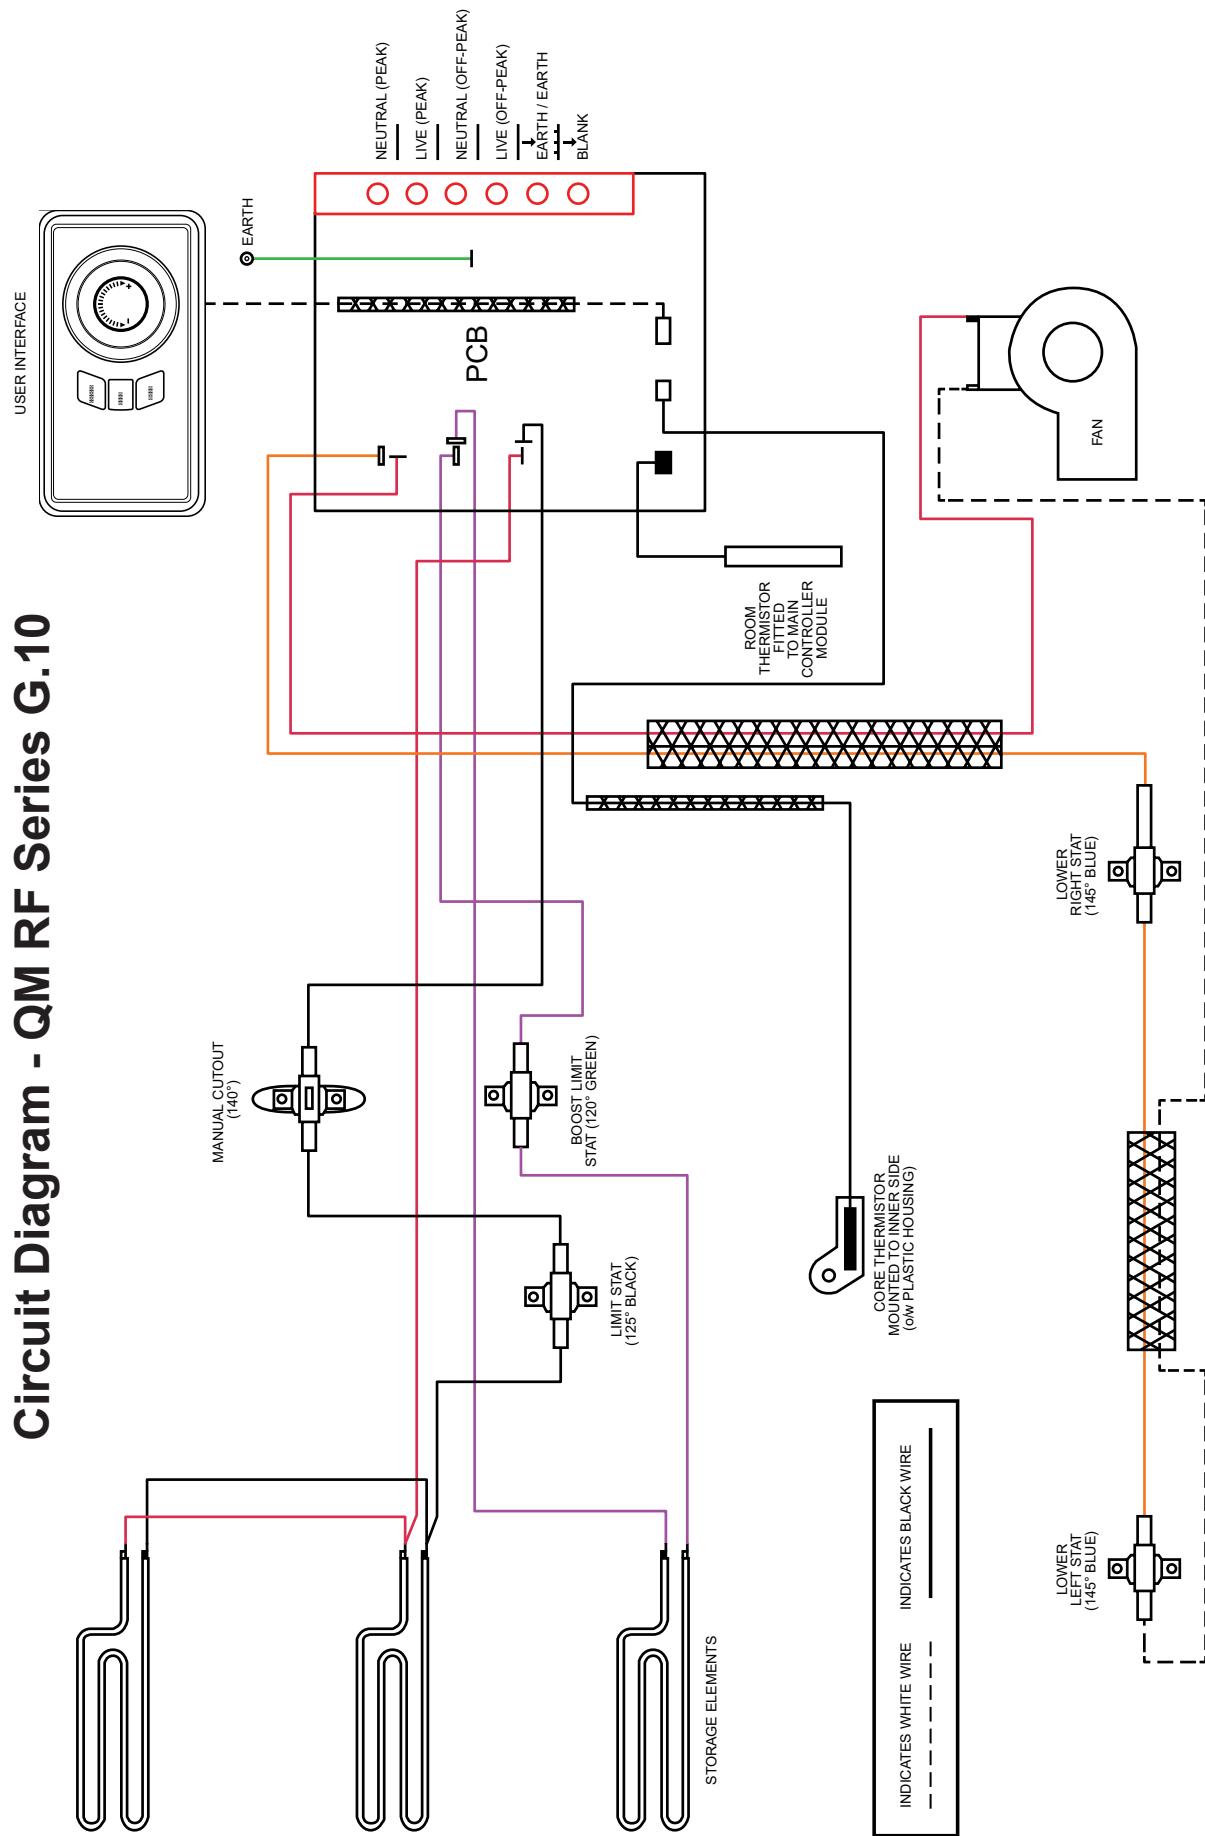 Circuit Diagram - QM RF Series G.10
USER INTERFACE
EARTH
NEUTRAL (PEAK)
LIVE (PEAK)
NEUTRAL (OFF-PEAK)
LIVE (OFF-PEAK)
EARTH / EARTH
BLANK
PCB
FAN
ROOM
THERMISTOR
FITTED
TO MAIN
CONTROLLER
MODULE
MANUAL CUTOUT
(140°)
BOOST LIMIT
STAT (120° GREEN)
LIMIT STAT
(125° BLACK)
CORE THERMISTOR
MOUNTED TO INNER SIDE
(o/w PLASTIC HOUSING)
LOWER
RIGHT STAT
(145° BLUE)
LOWER
LEFT STAT
(145° BLUE)
STORAGE ELEMENTS
INDICATES WHITE WIRE
INDICATES BLACK WIRE